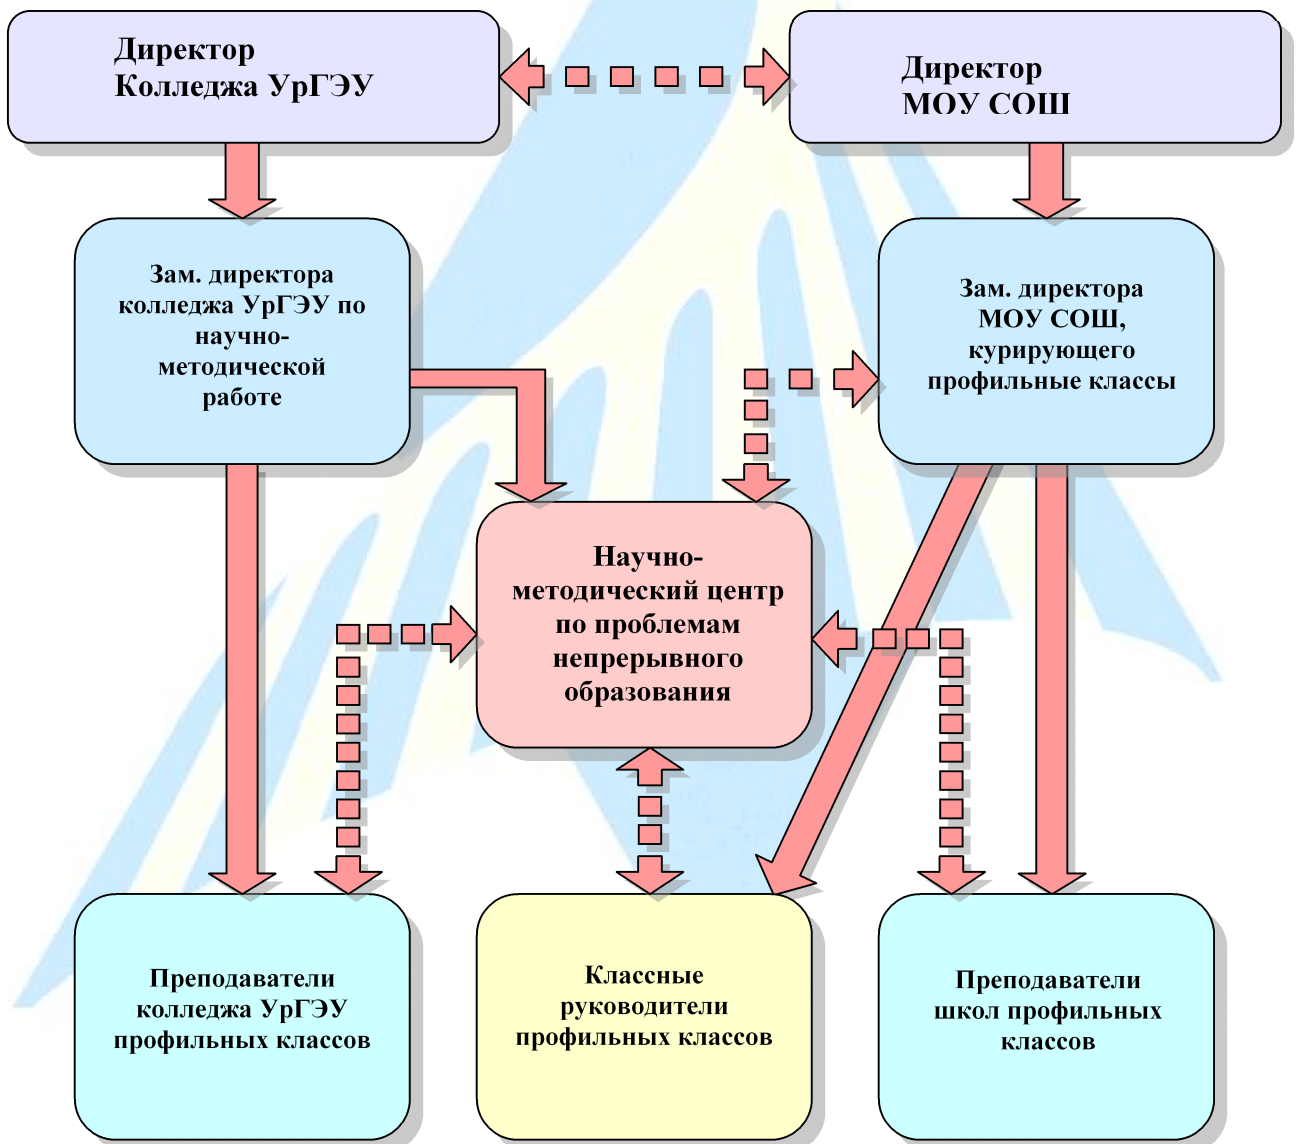 Директор
Колледжа УрГЭУ
Директор
МОУ СОШ
Зам. директора
колледжа УрГЭУ по
научно-
методической
работе
Зам. директора
МОУ СОШ,
курирующего
профильные классы
Научно-
методический центр
по проблемам
непрерывного
образования
Преподаватели
колледжа УрГЭУ
профильных классов
Классные
руководители
профильных классов
Преподаватели
школ профильных
классов